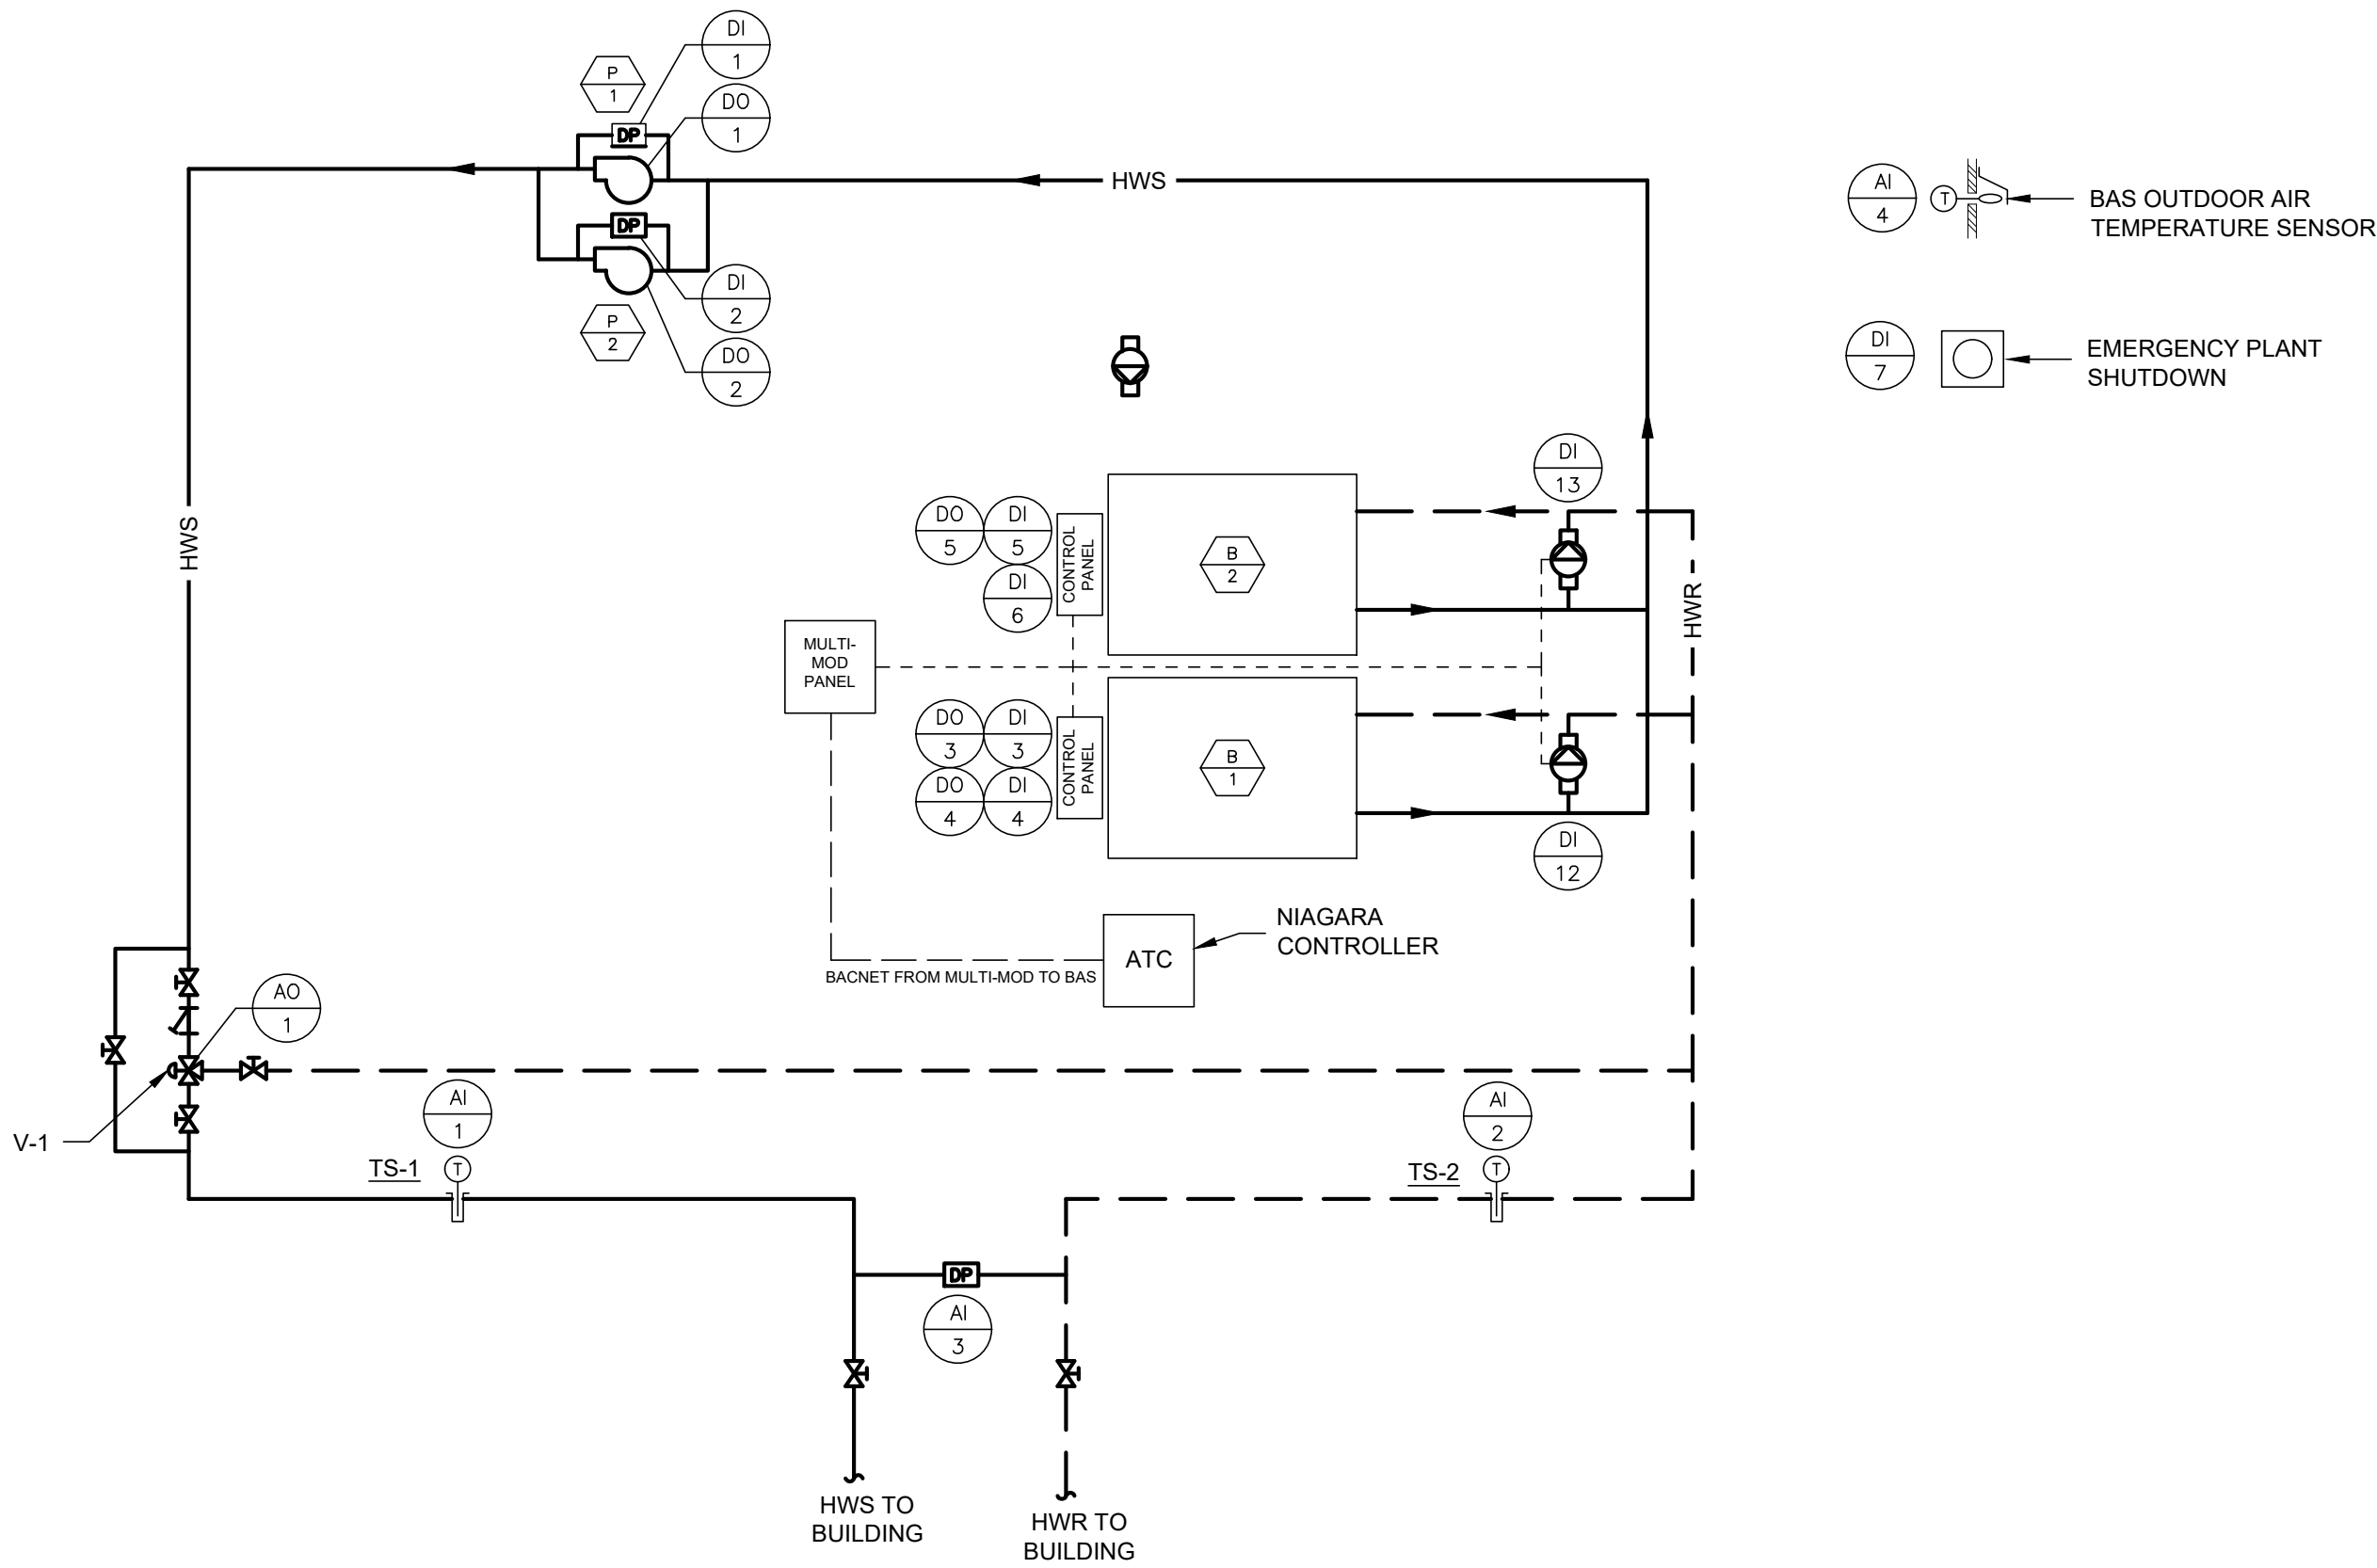 DI
1
P
1
DO
1
DP
HWS
DP
DI
2
P
2
DO
2
AI
4
T
BAS OUTDOOR AIR
TEMPERATURE SENSOR
DI
7
EMERGENCY PLANT
SHUTDOWN
HWS
DI
13
DO
5
DI
5
DI
6
CONTROL
PANEL
B
2
HWR
MULTI-
MOD
PANEL
DO
3
DI
3
DO
4
DI
4
CONTROL
PANEL
B
1
DI
12
NIAGARA
CONTROLLER
ATC
BACNET FROM MULTI-MOD TO BAS
AO
1
V-1
AI
1
TS-1
T
AI
2
TS-2
T
DP
AI
3
HWS TO
BUILDING
HWR TO
BUILDING